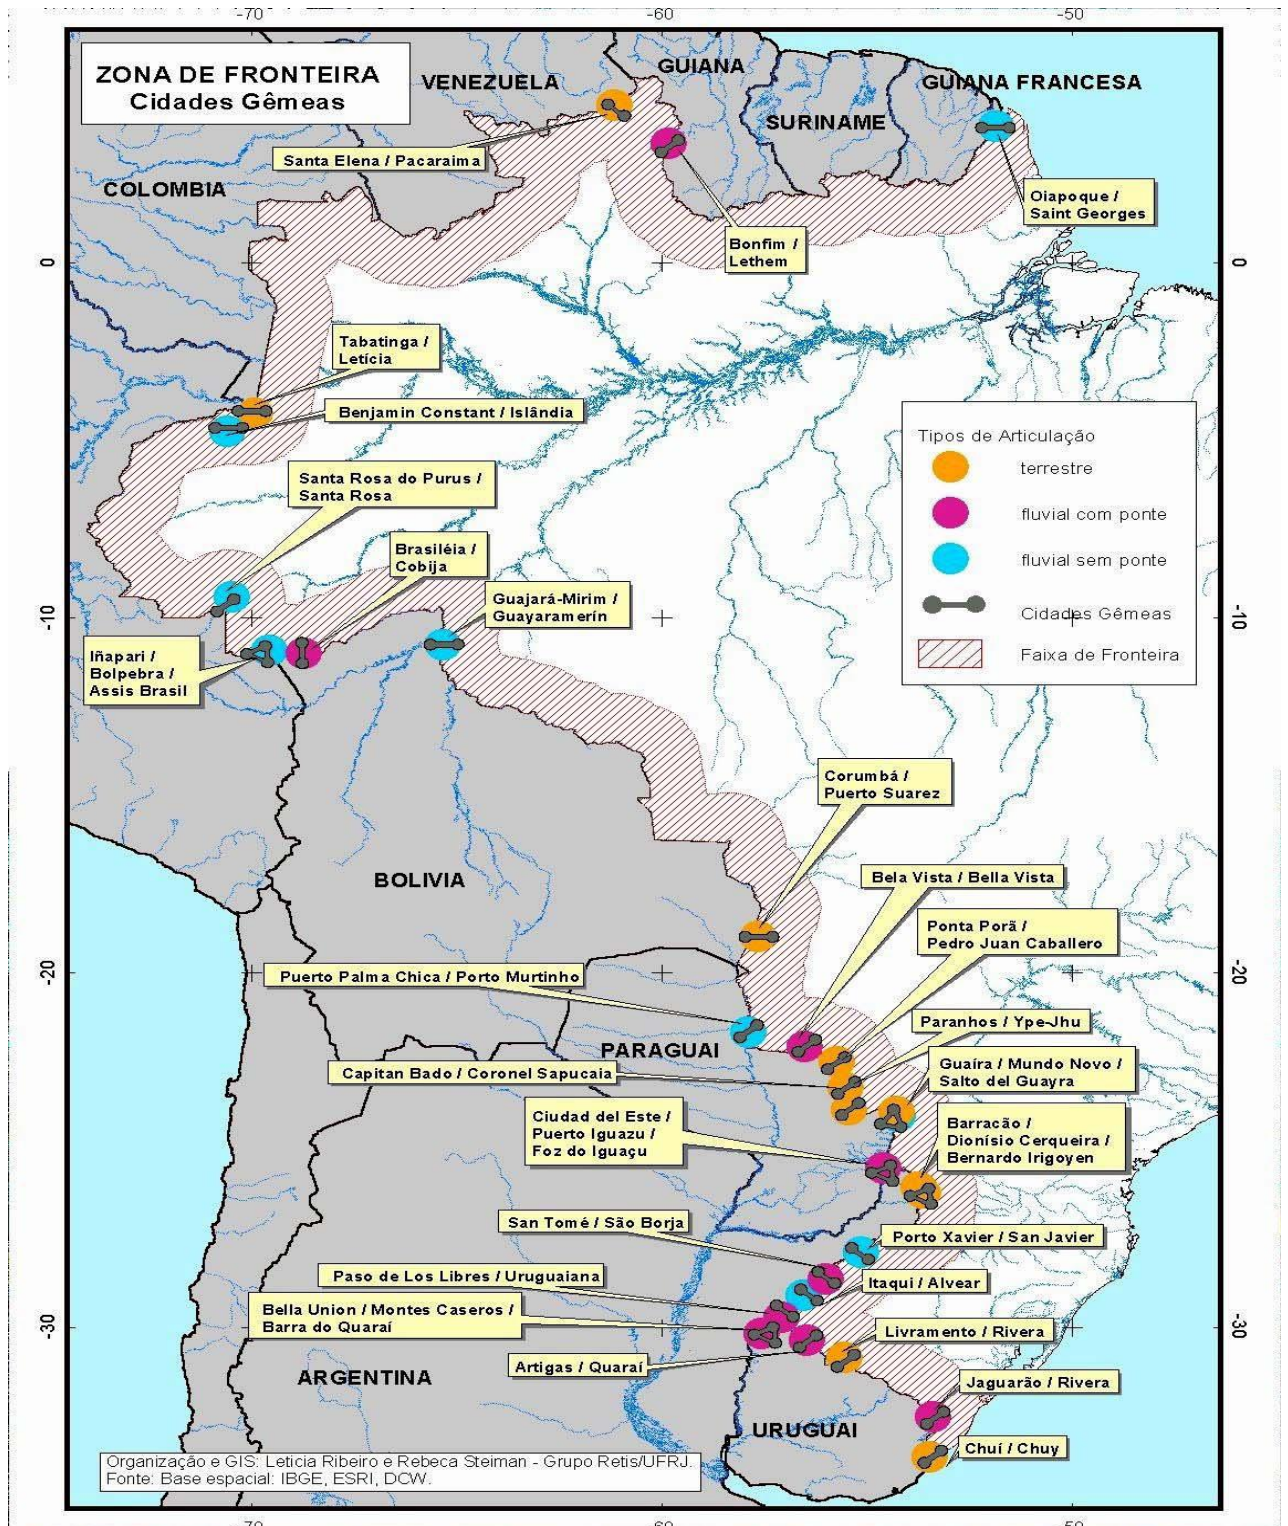 -70
-60
-50
ZONA DE FRONTEIRA
Cidades Gêmeas
VENEZUELA
GUIANA
GUIANA FRANCESA
SURINAME
COLOMBIA
Santa Elena / Pacaraima
Oiapoque /
Saint Georges
Bonfim /
Lethem
0
0
Tabatinga /
Letícia
Benjamin Constant / Islândia
Tipos de Articulação
terrestre
fluvial com ponte
fluvial sem ponte
Cidades Gêmeas
Faixa de Fronteira
Santa Rosa do Purus /
Santa Rosa
Brasiléia /
Cobija
Guajará-Mirim /
Guayaramerín
-10
-10
Iñapari /
Bolpebra /
Assis Brasil
Corumbá /
Puerto Suarez
BOLIVIA
Bela Vista / Bella Vista
Ponta Porã /
Pedro Juan Caballero
-20
-20
Puerto Palma Chica / Porto Murtinho
Paranhos / Ype-Jhu
PARAGUAI
Capitan Bado / Coronel Sapucaia
Guaíra / Mundo Novo /
Salto del Guayra
Ciudad del Este /
Puerto Iguazu /
Foz do Iguaçu
Barracão /
Dionísio Cerqueira /
Bernardo Irigoyen
San Tomé / São Borja
Porto Xavier / San Javier
Paso de Los Libres / Uruguaiana
Itaqui / Alvear
Bella Union / Montes Caseros /
Barra do Quaraí
-30
-30
Livramento / Rivera
Artigas / Quaraí
ARGENTINA
Jaguarão / Rivera
URUGUAI
Chuí / Chuy
Organização e GIS: Leticia Ribeiro e Rebeca Steiman - Grupo Retis/UFRJ.
Fonte: Base espacial: IBGE, ESRI, DCW.
-70
-60
-50